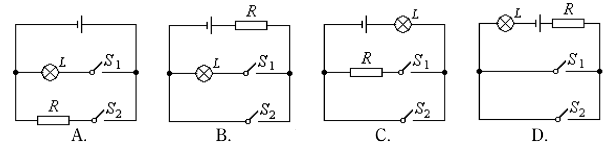 L S₁
R S₂
A.
R
L S₁
S₂
B.
L
R S₁
S₂
C.
L R
S₁
S₂
D.